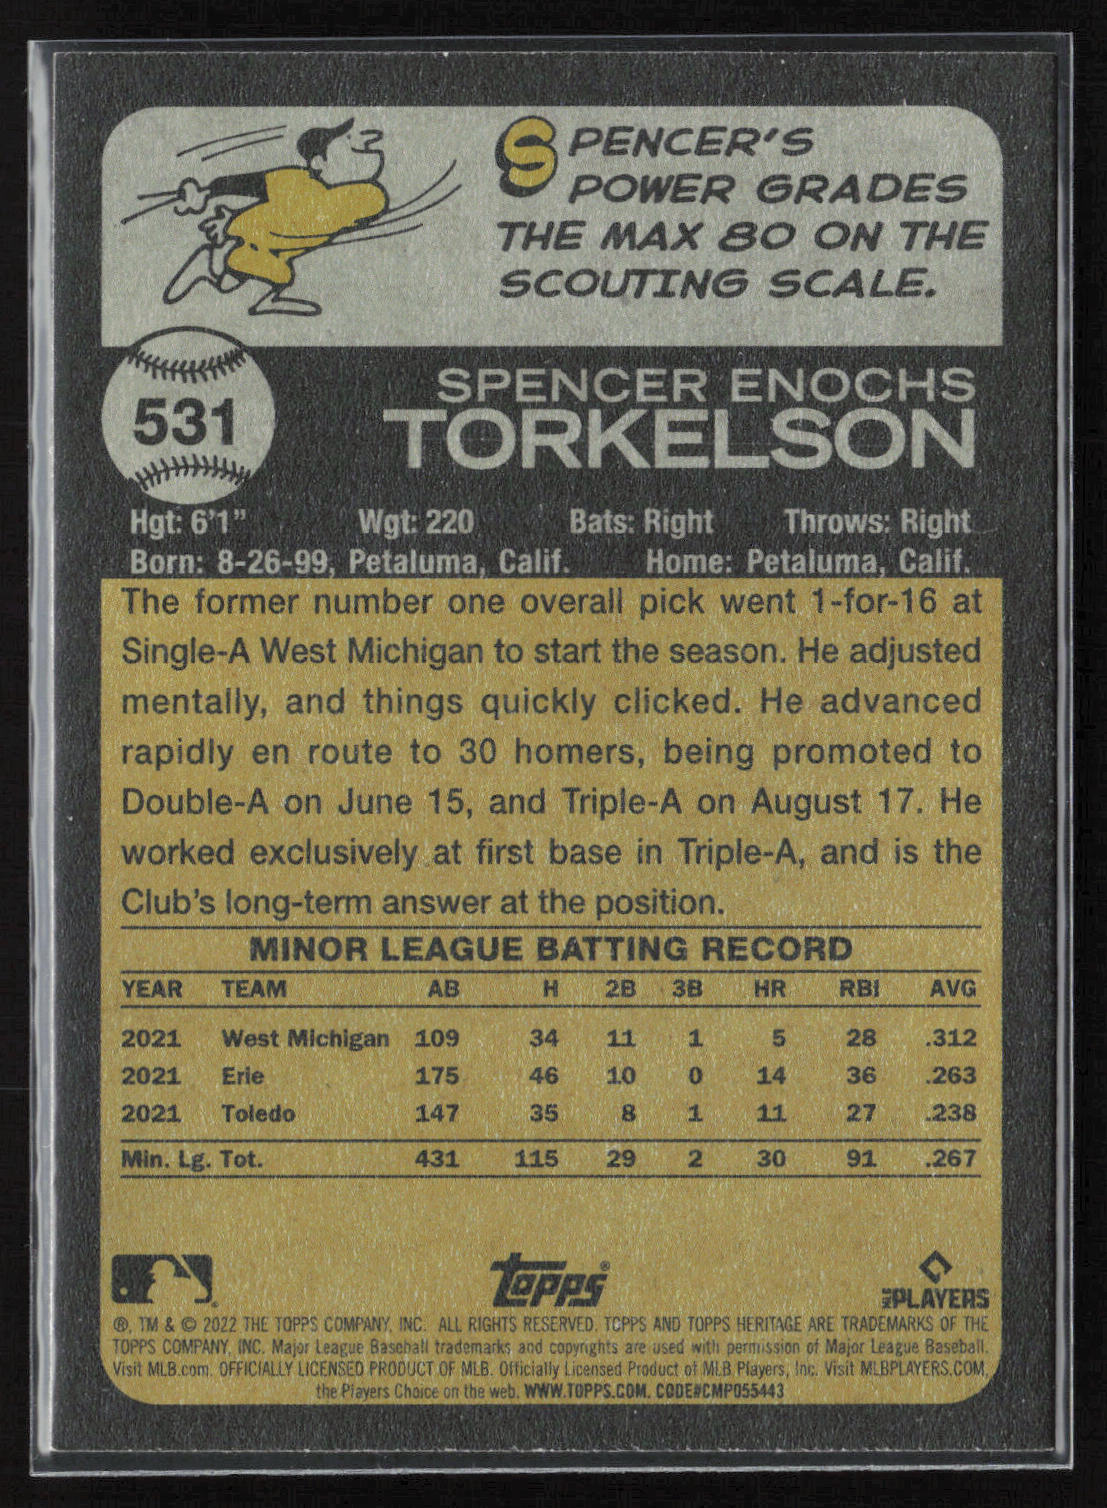 SPENCER'S
POWER GRADES
THE MAX 80 ON THE
SCOUTING SCALE.
531
SPENCER ENOCHS
TORKELSON
Hgt: 6'1" Wgt: 220 Bats: Right Throws: Right
Born: 8-26-99, Petaluma, Calif. Home: Petaluma, Calif.
The former number one overall pick went 1-for-16 at
Single-A West Michigan to start the season. He adjusted
mentally, and things quickly clicked. He advanced
rapidly en route to 30 homers, being promoted to
Double-A on June 15, and Triple-A on August 17. He
worked exclusively at first base in Triple-A, and is the
Club's long-term answer at the position.
MINOR LEAGUE BATTING RECORD
YEAR TEAM AB H 2B 3B HR RBI AVG
2021 West Michigan 109 34 11 1 5 28 .312
2021 Erie 175 46 10 0 14 36 .263
2021 Toledo 147 35 8 1 11 27 .238
Min. Lg. Tot. 431 115 29 2 30 91 .267
Topps®
MLB PLAYERS
®, TM & © 2022 THE TOPPS COMPANY, INC. ALL RIGHTS RESERVED. TOPPS AND TOPPS HERITAGE ARE TRADEMARKS OF THE
TOPPS COMPANY, INC. Major League Baseball trademarks and copyrights are used with permission of Major League Baseball.
Visit MLB.com. OFFICIALLY LICENSED PRODUCT OF MLB. Officially Licensed Product of MLB Players, Inc. Visit MLBPLAYERS.COM,
the Players Choice on the web. WWW.TOPPS.COM. CODE#CMP055443